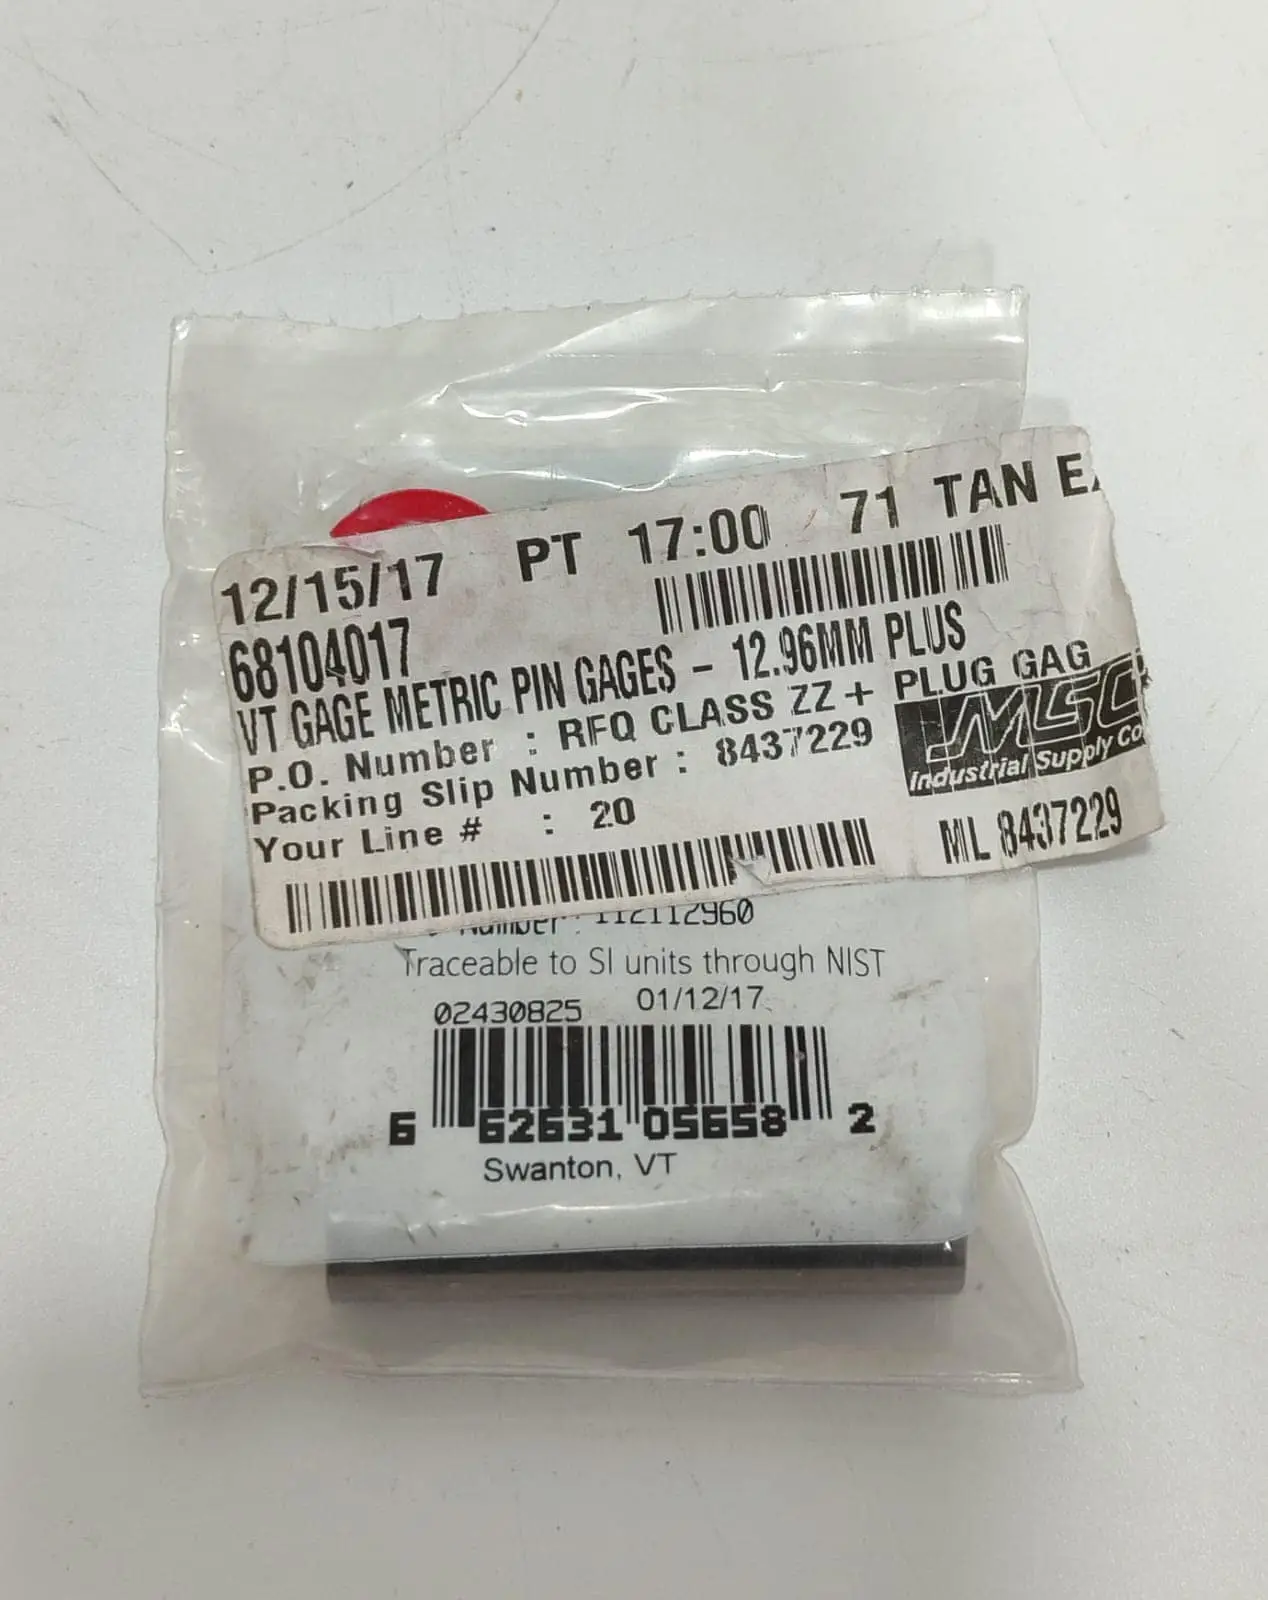 12/15/17 PT 17:00 71 TAN
68104017
VT GAGE METRIC PIN GAGES - 12.96MM PLUS
P.O. Number : RFQ CLASS ZZ + PLUG GAG
Packing Slip Number : 8437229
MSC
Industrial Supply Co
Your Line # : 20
ML 8437229
Number: 112112960
Traceable to SI units through NIST
02430825 01/12/17
6 62631 05658 2
Swanton, VT